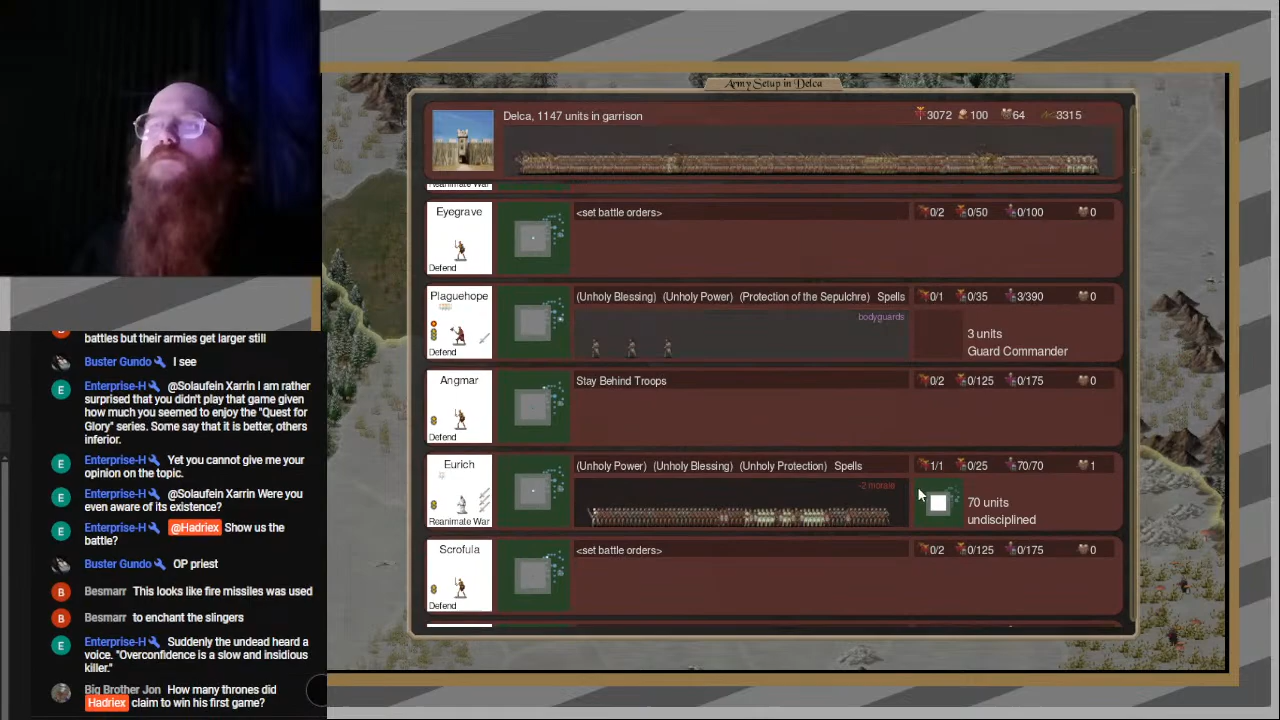 Army Setup in Delca
Delca, 1147 units in garrison
3072 100 64 3315
Reanimate War
Eyegrave
Defend
<set battle orders>
0/2 0/50 0/100 0
Plaguehope
Defend
(Unholy Blessing) (Unholy Power) (Protection of the Sepulchre) Spells
0/1 0/35 3/390 0
bodyguards
3 units
Guard Commander
Angmar
Defend
Stay Behind Troops
0/2 0/125 0/175 0
Eurich
Reanimate War
(Unholy Power) (Unholy Blessing) (Unholy Protection) Spells
1/1 0/25 70/70 1
-2 morale
70 units
undisciplined
Scrofula
Defend
<set battle orders>
0/2 0/125 0/175 0
battles but their armies get larger still
Buster Gundo I see
E Enterprise-H @Solaufein Xarrin I am rather
surprised that you didn't play that game given
how much you seemed to enjoy the "Quest for
Glory" series. Some say that it is better, others
inferior.
E Enterprise-H Yet you cannot give me your
opinion on the topic.
E Enterprise-H @Solaufein Xarrin Were you
even aware of its existence?
E Enterprise-H @Hadriex Show us the
battle?
Buster Gundo OP priest
B Besmarr This looks like fire missiles was used
B Besmarr to enchant the slingers
E Enterprise-H Suddenly the undead heard a
voice. "Overconfidence is a slow and insidious
killer."
Big Brother Jon How many thrones did
Hadriex claim to win his first game?